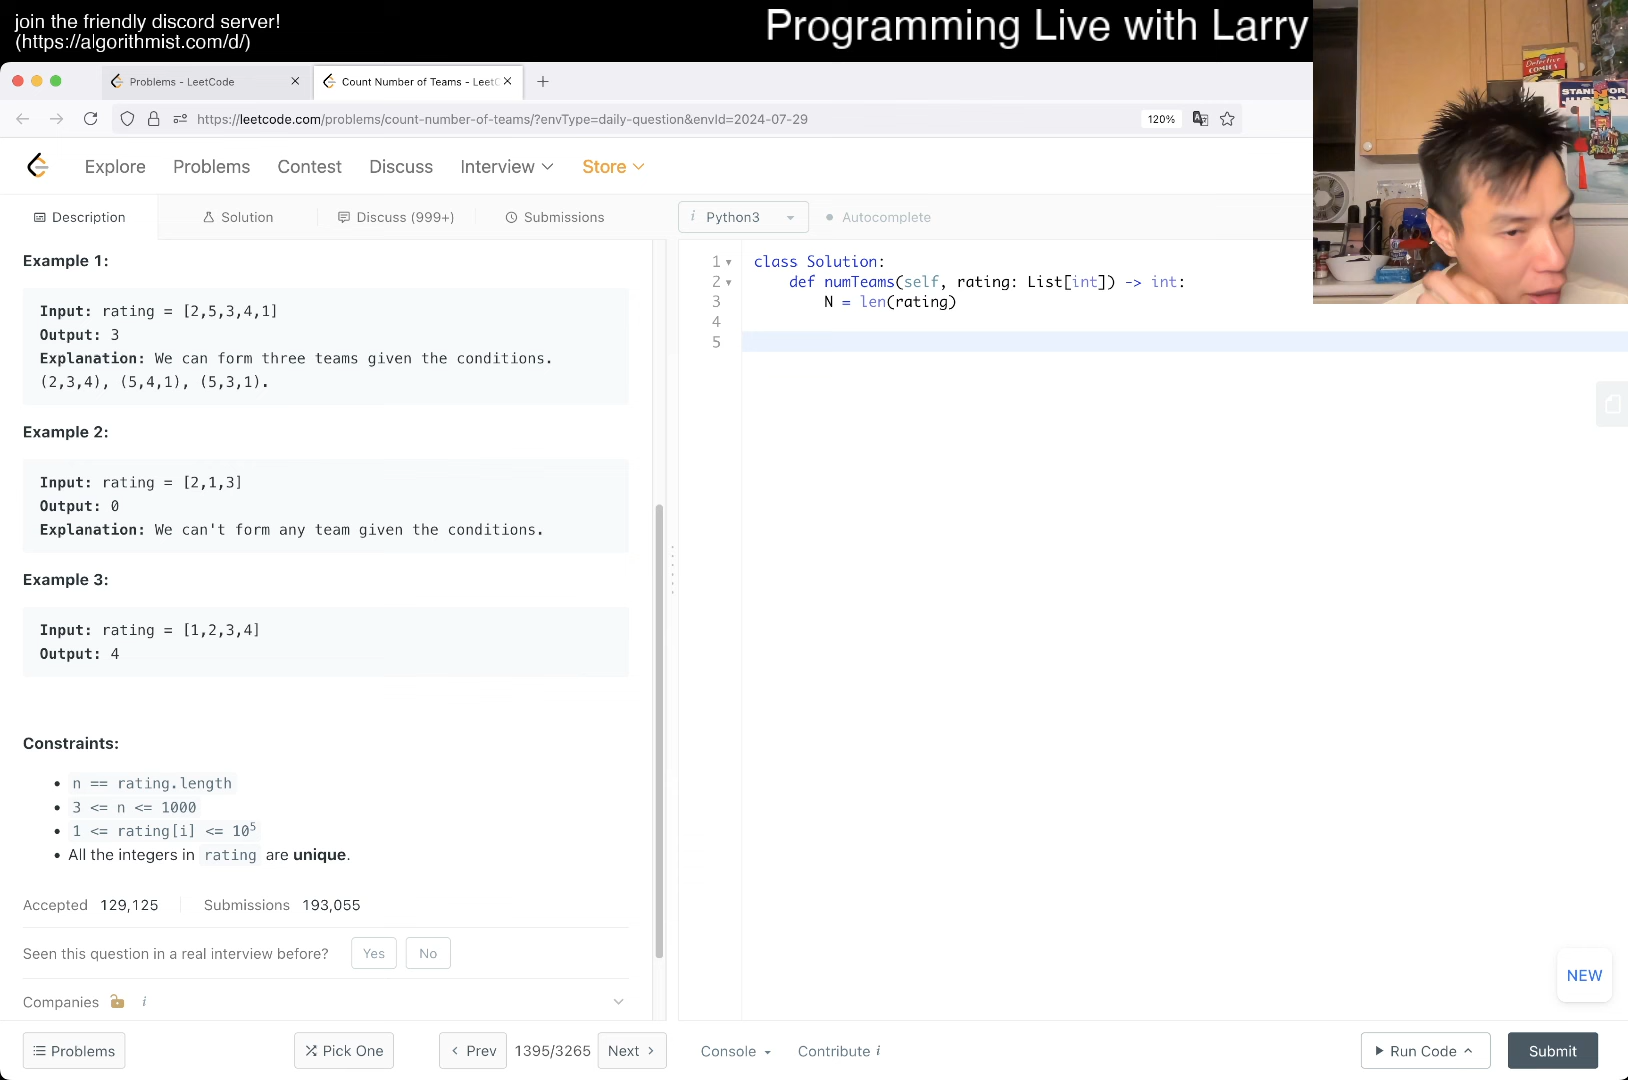 join the friendly discord server!
(https://algorithmist.com/d/)
Programming Live with Larry
Problems - LeetCode
Count Number of Teams - LeetC
https://leetcode.com/problems/count-number-of-teams/?envType=daily-question&envId=2024-07-29
120%
Explore Problems Contest Discuss Interview Store
Description Solution Discuss (999+) Submissions
i Python3 Autocomplete
Example 1:
Input: rating = [2,5,3,4,1]
Output: 3
Explanation: We can form three teams given the conditions.
(2,3,4), (5,4,1), (5,3,1).
Example 2:
Input: rating = [2,1,3]
Output: 0
Explanation: We can't form any team given the conditions.
Example 3:
Input: rating = [1,2,3,4]
Output: 4
Constraints:
• n == rating.length
• 3 <= n <= 1000
• 1 <= rating[i] <= 10⁵
• All the integers in rating are unique.
Accepted 129,125 Submissions 193,055
Seen this question in a real interview before? Yes No
Companies i
1 class Solution:
2 def numTeams(self, rating: List[int]) -> int:
3 N = len(rating)
4
5
DETECTIVE COMICS
NEW
Problems Pick One < Prev 1395/3265 Next > Console Contribute i Run Code Submit